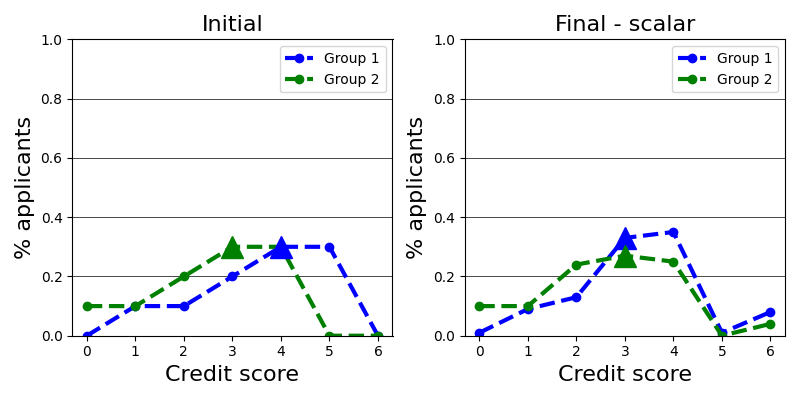 Initial
% applicants
1.0
0.8
0.6
0.4
0.2
0.0
0 1 2 3 4 5 6
Credit score
Group 1
Group 2
Final - scalar
% applicants
1.0
0.8
0.6
0.4
0.2
0.0
0 1 2 3 4 5 6
Credit score
Group 1
Group 2